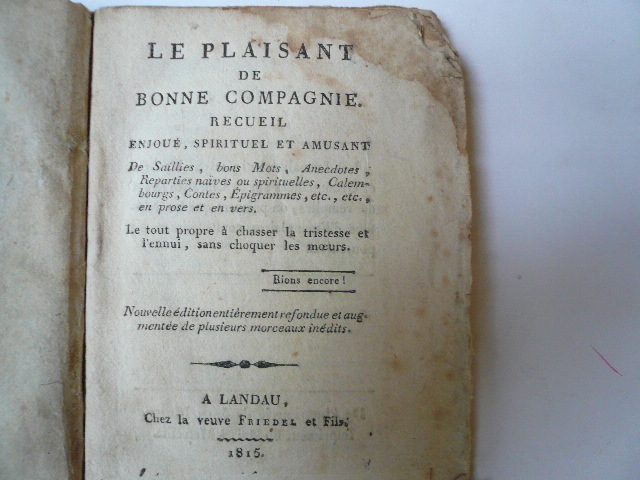 LE PLAISANT
DE
BONNE COMPAGNIE.
RECUEIL
ENJOUÉ, SPIRITUEL ET AMUSANT
De Saillies, bons Mots, Anecdotes,
Reparties naïves ou spirituelles, Calem-
bourgs, Contes, Épigrammes, etc., etc.,
en prose et en vers.
Le tout propre à chasser la tristesse et
l'ennui, sans choquer les mœurs.
Rions encore!
Nouvelle édition entiérement refondue et aug-
mentée de plusieurs morceaux inédits.
A LANDAU,
Chez la veuve FRIEDEL et Fils.
1815.